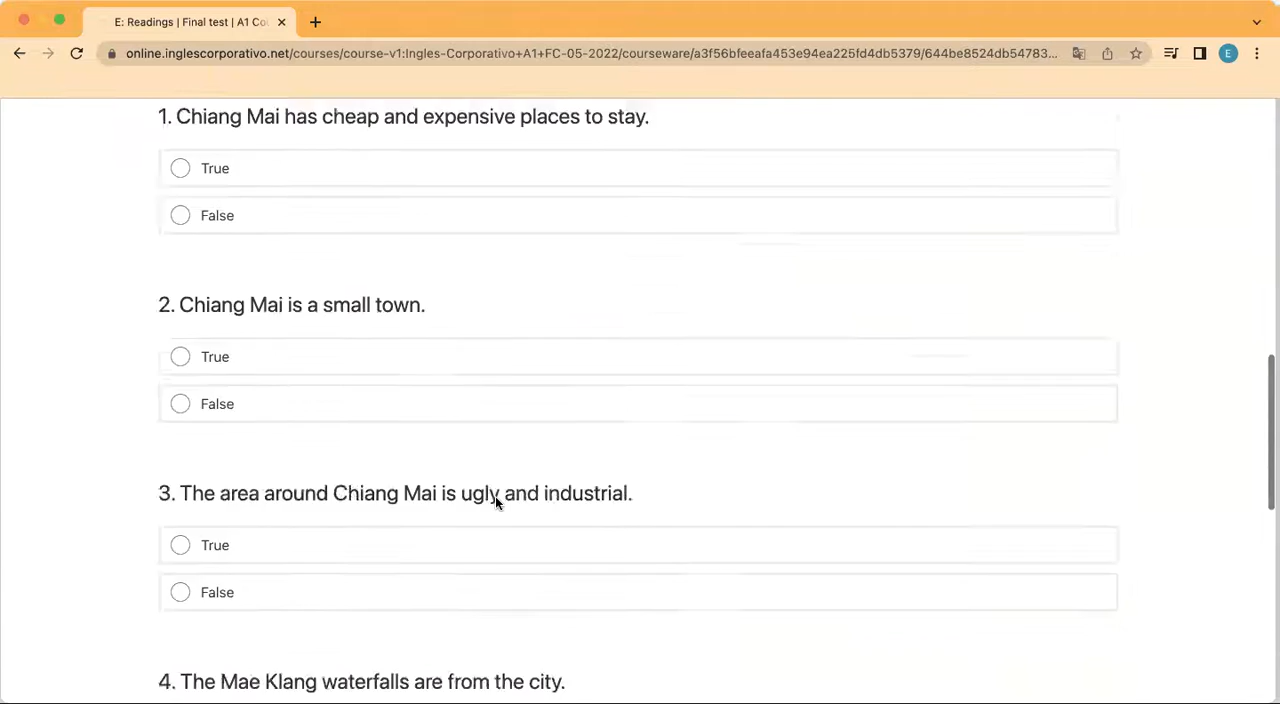 E: Readings | Final test | A1 Co
online.inglescorporativo.net/courses/course-v1:Ingles-Corporativo+A1+FC-05-2022/courseware/a3f56bfeeafa453e94ea225fd4db5379/644be8524db54783...
E
1. Chiang Mai has cheap and expensive places to stay.
True
False
2. Chiang Mai is a small town.
True
False
3. The area around Chiang Mai is ugly and industrial.
True
False
4. The Mae Klang waterfalls are from the city.